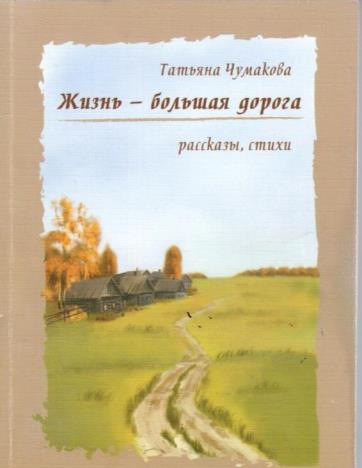 Татьяна Чумакова
Жизнь – большая дорога
рассказы, стихи